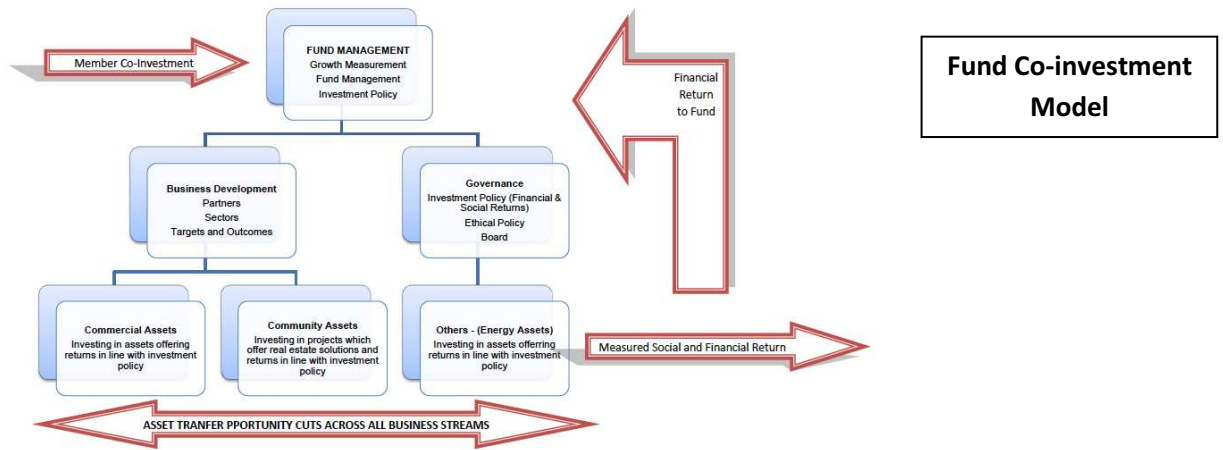 Fund Co-investment
Model
Member Co-Investment
FUND MANAGEMENT
Growth Measurement
Fund Management
Investment Policy
Financial
Return
to Fund
Business Development
Partners
Sectors
Targets and Outcomes
Governance
Investment Policy (Financial &
Social Returns)
Ethical Policy
Board
Commercial Assets
Investing in assets offering
returns in line with investment
policy
Community Assets
Investing in projects which
offer real estate solutions and
returns in line with investment
policy
Others - (Energy Assets)
Investing in assets oferring
returns in line with investment
policy
Measured Social and Financial Return
ASSET TRANFER PPORTUNITY CUTS ACROSS ALL BUSINESS STREAMS